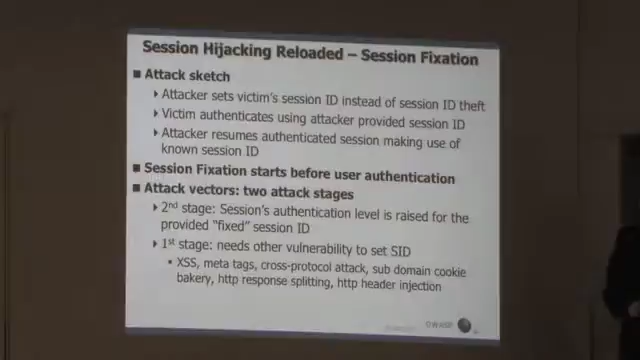 Session Hijacking Reloaded – Session Fixation
■ Attack sketch
Attacker sets victim's session ID instead of session ID theft
Victim authenticates using attacker provided session ID
Attacker resumes authenticated session making use of
known session ID
■ Session Fixation starts before user authentication
■ Attack vectors: two attack stages
2nd stage: Session's authentication level is raised for the
provided "fixed" session ID
1st stage: needs other vulnerability to set SID
▪ XSS, meta tags, cross-protocol attack, sub domain cookie
bakery, http response splitting, http header injection
OWASP